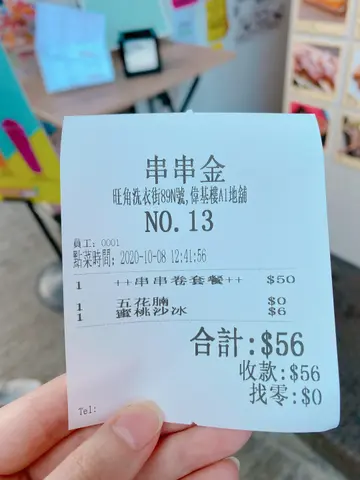 串串金
旺角洗衣街89N號,偉基樓A1地舖
NO.13
員工: 0001
點菜時間: 2020-10-08 12:41:56
1 ++串串卷套餐++ $50
1 五花腩 $0
1 蜜桃沙冰 $6
合計:$56
收款:$56
找零:$0
Tel: